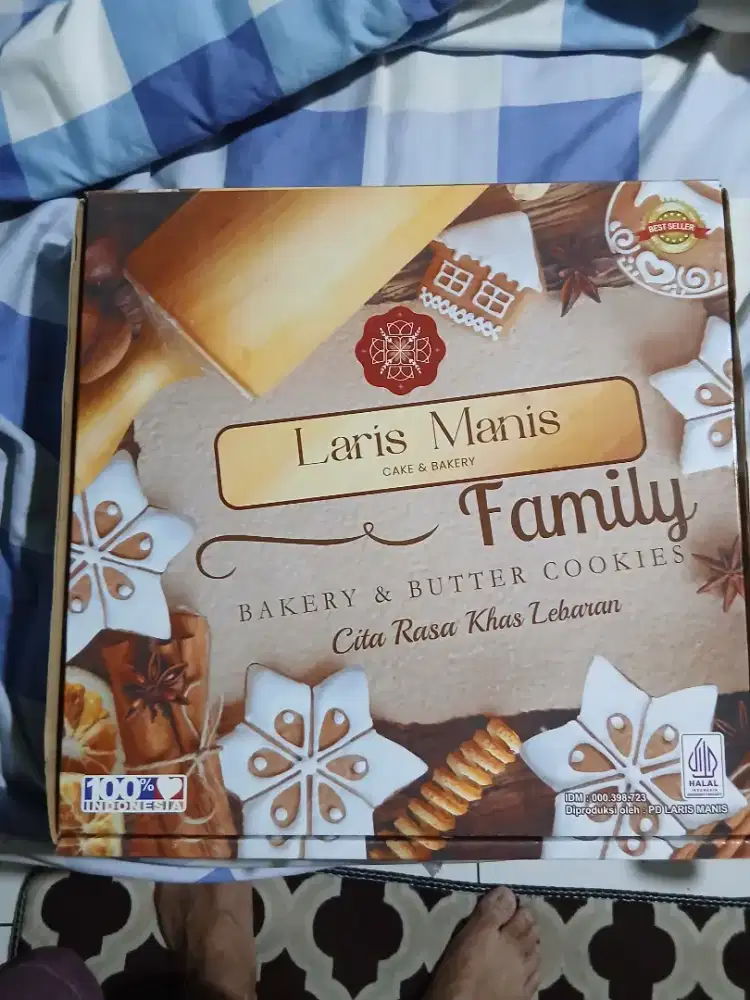 BEST SELLER
Laris Manis
CAKE & BAKERY
Family
BAKERY & BUTTER COOKIES
Cita Rasa Khas Lebaran
100%
INDONESIA
HALAL
INDONESIA
IDM : 000.398.723
Diproduksi oleh : PD LARIS MANIS